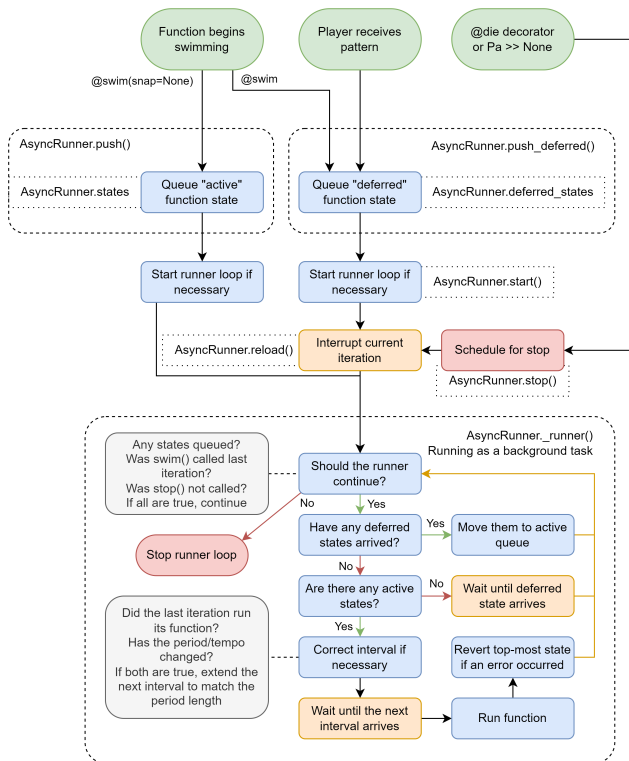 Function begins
swimming
Player receives
pattern
@die decorator
or Pa >> None
@swim(snap=None)
@swim
AsyncRunner.push()
AsyncRunner.push_deferred()
AsyncRunner.states
Queue "active"
function state
Queue "deferred"
function state
AsyncRunner.deferred_states
Start runner loop if
necessary
Start runner loop if
necessary
AsyncRunner.start()
AsyncRunner.reload()
Interrupt current
iteration
Schedule for stop
AsyncRunner.stop()
AsyncRunner._runner()
Running as a background task
Any states queued?
Was swim() called last
iteration?
Was stop() not called?
If all are true, continue
Should the runner
continue?
No
Yes
Stop runner loop
Have any deferred
states arrived?
Yes
Move them to active
queue
No
Are there any active
states?
No
Wait until deferred
state arrives
Yes
Did the last iteration run
its function?
Has the period/tempo
changed?
If both are true, extend the
next interval to match the
period length
Correct interval if
necessary
Revert top-most state
if an error occurred
Wait until the next
interval arrives
Run function